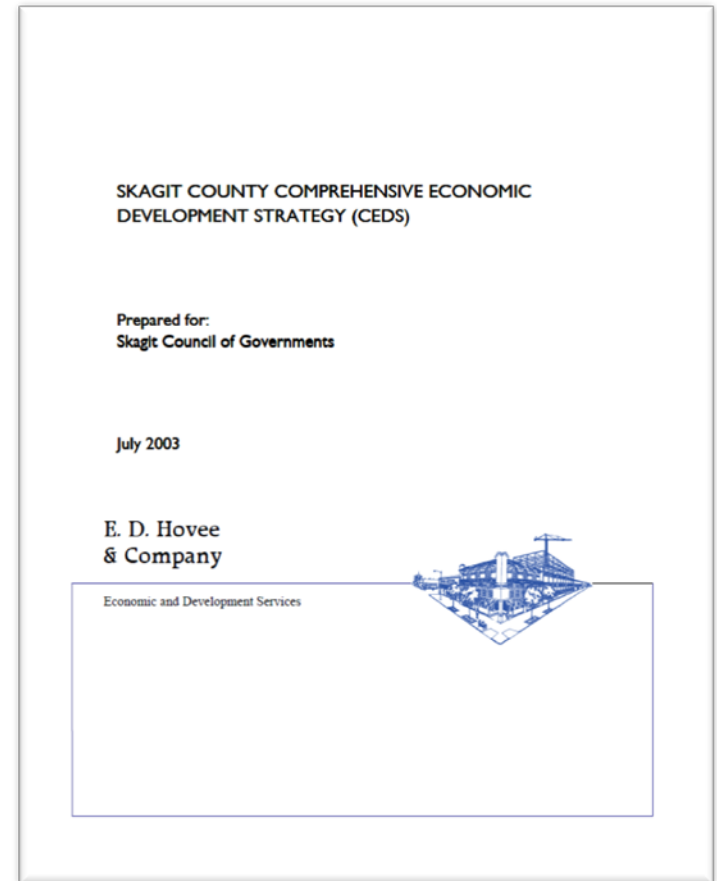 SKAGIT COUNTY COMPREHENSIVE ECONOMIC
DEVELOPMENT STRATEGY (CEDS)
Prepared for:
Skagit Council of Governments
July 2003
E. D. Hovee
& Company
Economic and Development Services